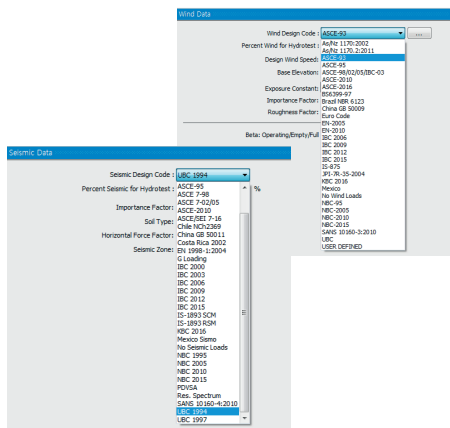 Wind Data
Wind Design Code : ASCE-93 ...
Percent Wind for Hydrotest :
Design Wind Speed:
Base Elevation:
Exposure Constant:
Importance Factor:
Roughness Factor:
Beta: Operating/Empty/Full
As/Nz 1170:2002
As/Nz 1170.2:2011
ASCE-93
ASCE-95
ASCE-98/02/05/IBC-03
ASCE-2010
ASCE-2016
BS6399-97
Brazil NBR 6123
China GB 50009
Euro Code
EN-2005
EN-2010
IBC 2006
IBC 2009
IBC 2012
IBC 2015
IS-875
JPI-7R-35-2004
KBC 2016
Mexico
No Wind Loads
NBC-95
NBC-2005
NBC-2010
NBC-2015
SANS 10160-3:2010
UBC
USER DEFINED
Seismic Data
Seismic Design Code : UBC 1994
Percent Seismic for Hydrotest : %
Importance Factor:
Soil Type:
Horizontal Force Factor:
Seismic Zone:
ASCE-95
ASCE 7-98
ASCE 7-02/05
ASCE-2010
ASCE/SEI 7-16
Chile NCh2369
China GB 50011
Costa Rica 2002
EN 1998-1:2004
G Loading
IBC 2000
IBC 2003
IBC 2006
IBC 2009
IBC 2012
IBC 2015
IS-1893 SCM
IS-1893 RSM
KBC 2016
Mexico Sismo
No Seismic Loads
NBC 1995
NBC 2005
NBC 2010
NBC 2015
PDVSA
Res. Spectrum
SANS 10160-4:2010
UBC 1994
UBC 1997